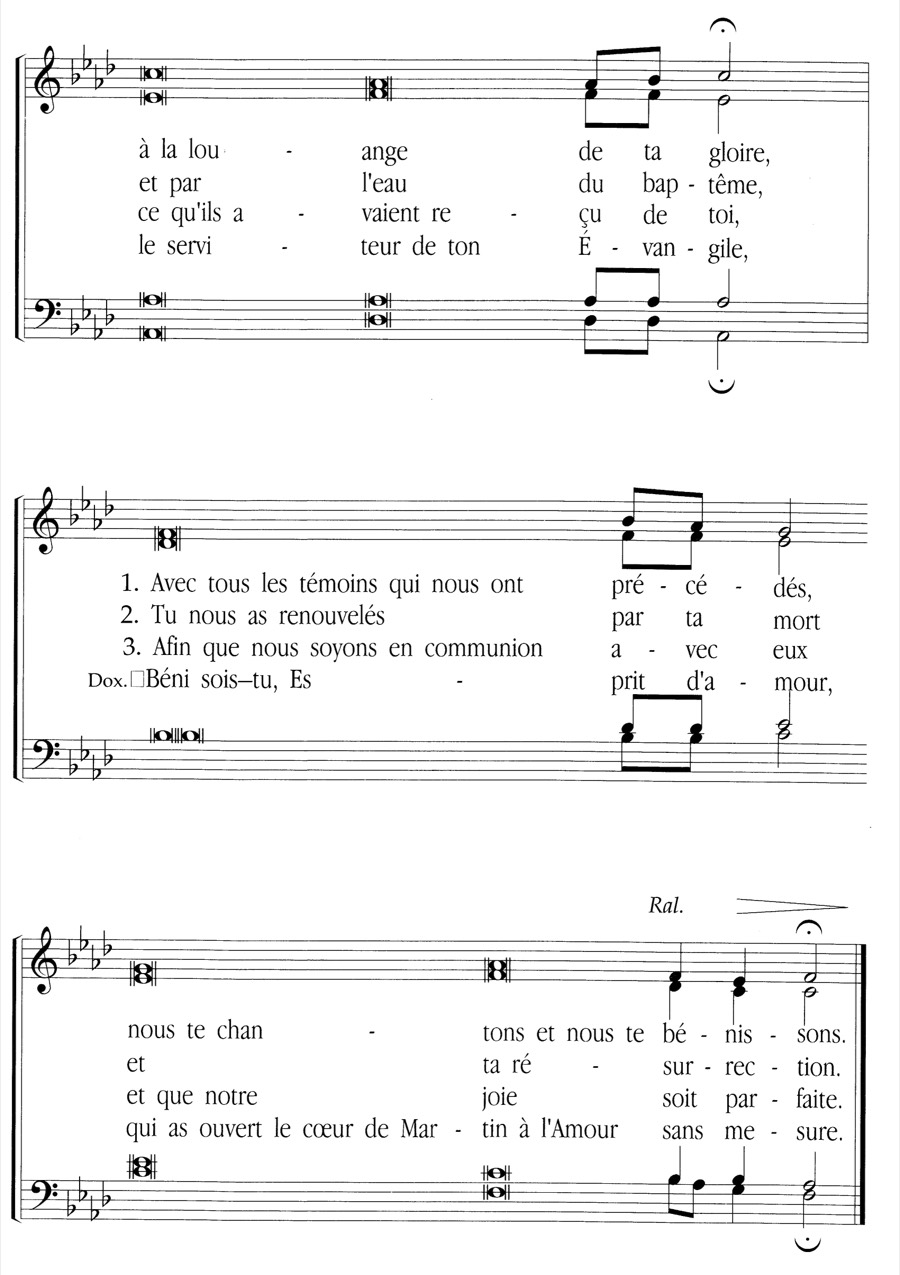 à la lou - ange de ta gloire,
et par l'eau du bap - tême,
ce qu'ils a - vaient re - çu de toi,
le servi - teur de ton É - van - gile,
1. Avec tous les témoins qui nous ont pré - cé - dés,
2. Tu nous as renouvelés par ta mort
3. Afin que nous soyons en communion a - vec eux
Dox. □Béni sois–tu, Es - prit d'a - mour,
Ral.
nous te chan - tons et nous te bé - nis - sons.
et ta ré - sur - rec - tion.
et que notre joie soit par - faite.
qui as ouvert le cœur de Mar - tin à l'Amour sans me - sure.